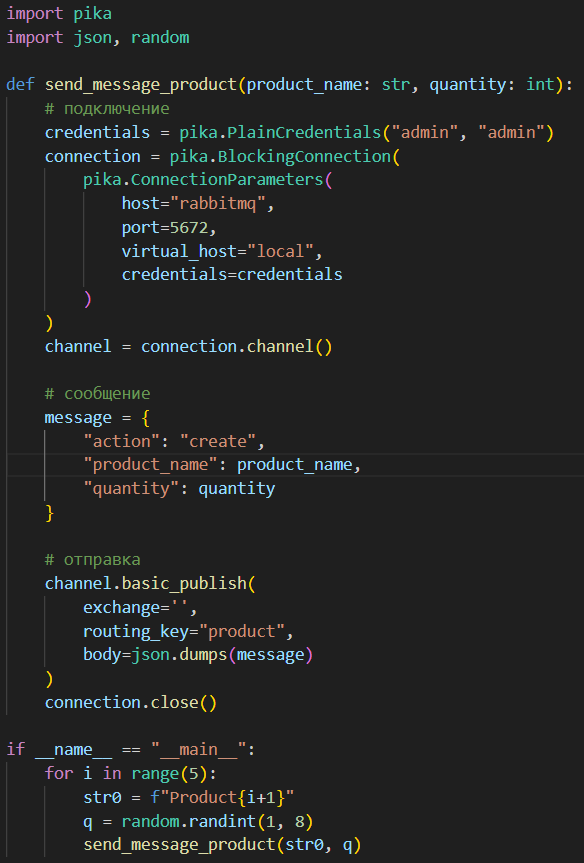 import pika
import json, random

def send_message_product(product_name: str, quantity: int):
    # подключение
    credentials = pika.PlainCredentials("admin", "admin")
    connection = pika.BlockingConnection(
        pika.ConnectionParameters(
            host="rabbitmq",
            port=5672,
            virtual_host="local",
            credentials=credentials
        )
    )
    channel = connection.channel()

    # сообщение
    message = {
        "action": "create",
        "product_name": product_name,
        "quantity": quantity
    }

    # отправка
    channel.basic_publish(
        exchange='',
        routing_key="product",
        body=json.dumps(message)
    )
    connection.close()

if __name__ == "__main__":
    for i in range(5):
        str0 = f"Product{i+1}"
        q = random.randint(1, 8)
        send_message_product(str0, q)